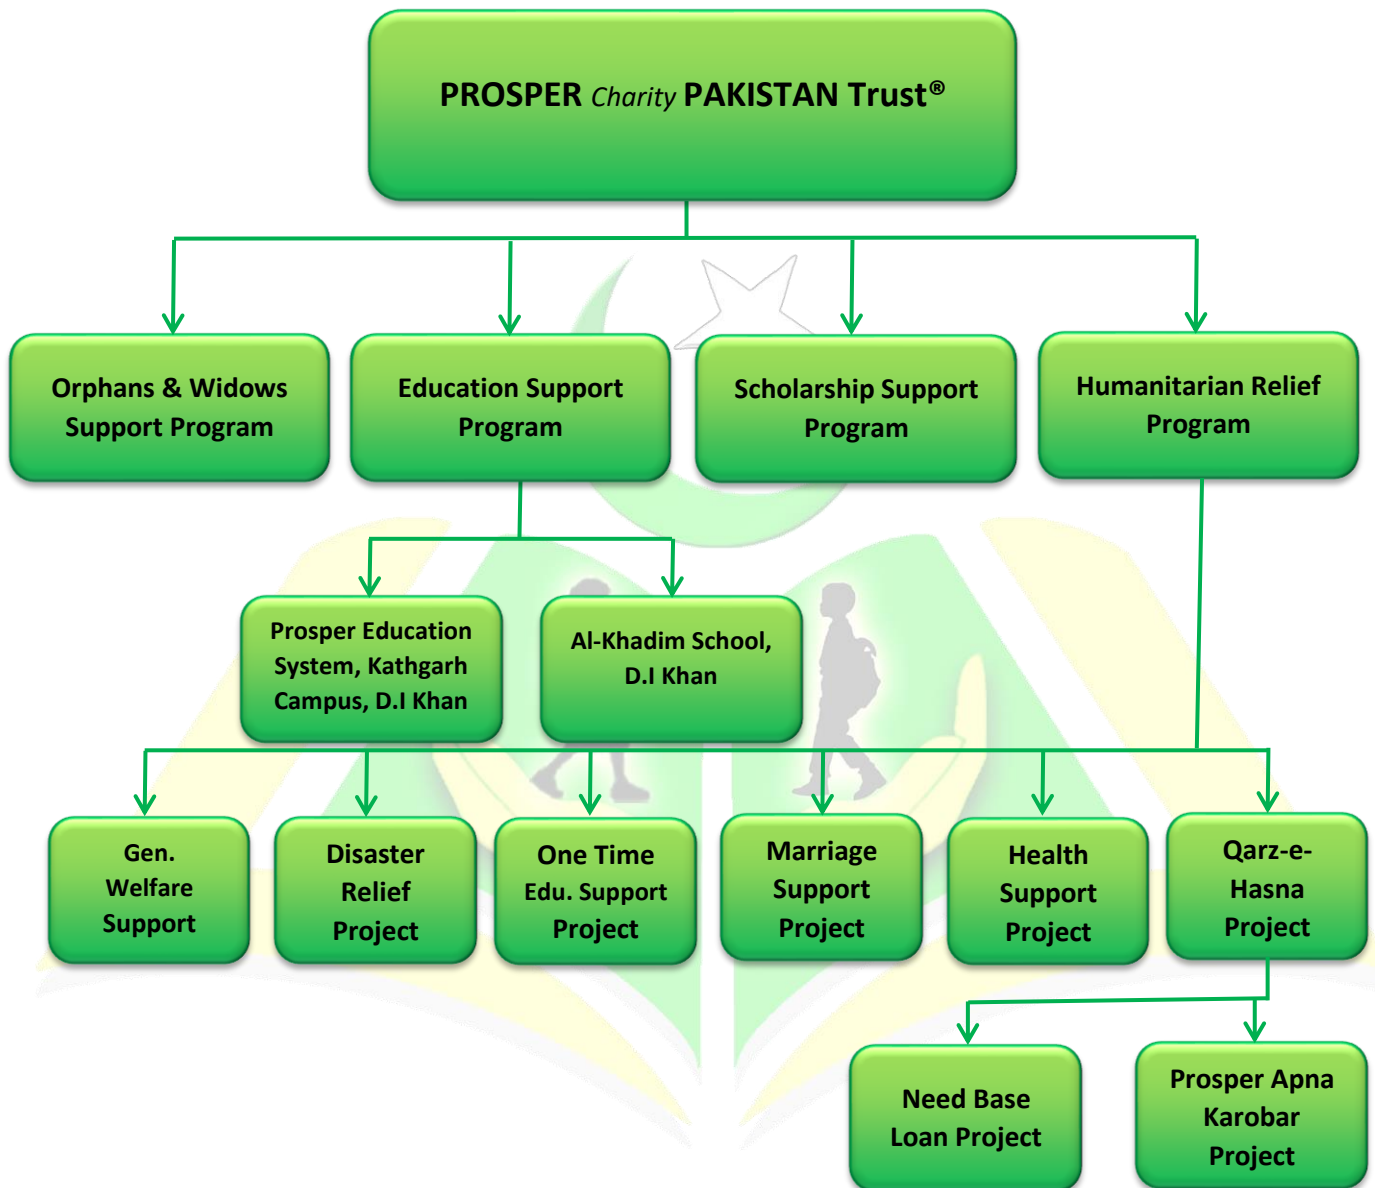 PROSPER Charity PAKISTAN Trust®
Orphans & Widows
Support Program
Education Support
Program
Scholarship Support
Program
Humanitarian Relief
Program
Prosper Education
System, Kathgarh
Campus, D.I Khan
Al-Khadim School,
D.I Khan
Gen.
Welfare
Support
Disaster
Relief
Project
One Time
Edu. Support
Project
Marriage
Support
Project
Health
Support
Project
Qarz-e-
Hasna
Project
Need Base
Loan Project
Prosper Apna
Karobar
Project